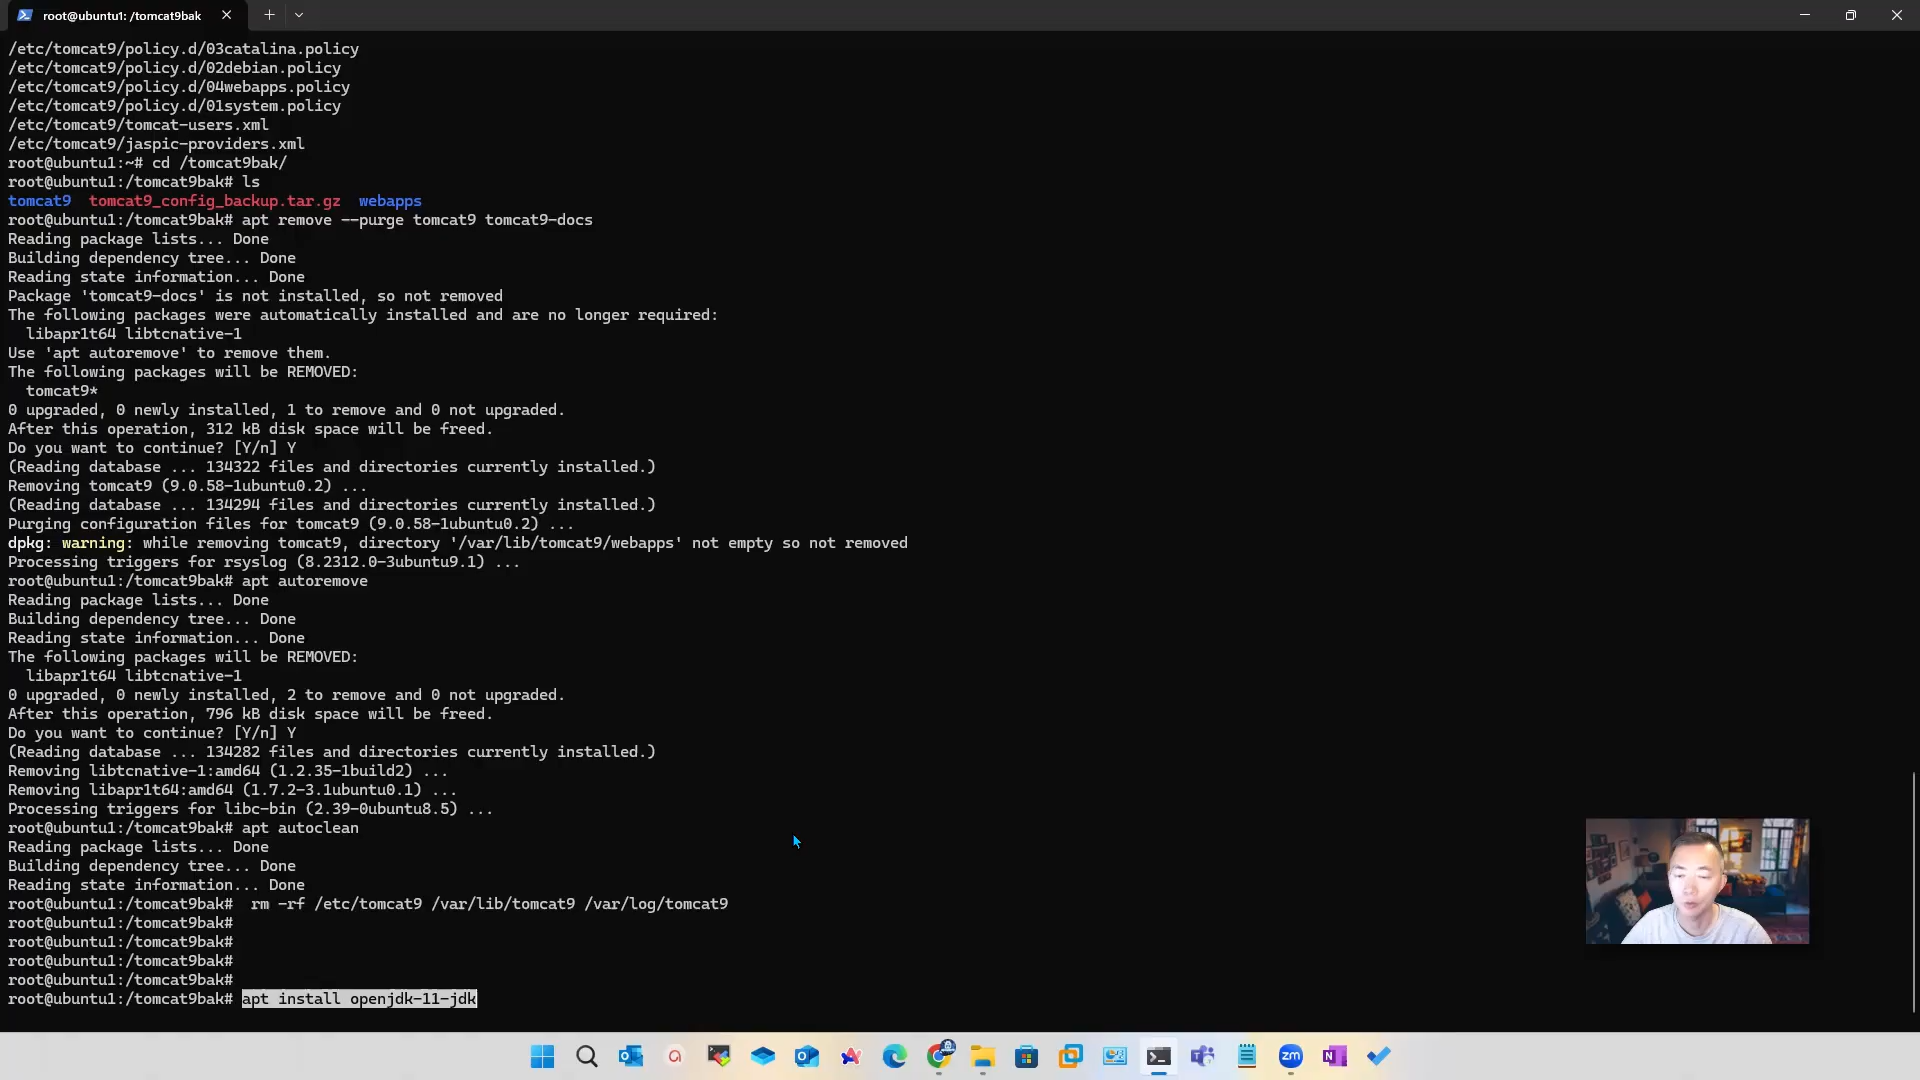 root@ubuntu1: /tomcat9bak
/etc/tomcat9/policy.d/03catalina.policy
/etc/tomcat9/policy.d/02debian.policy
/etc/tomcat9/policy.d/04webapps.policy
/etc/tomcat9/policy.d/01system.policy
/etc/tomcat9/tomcat-users.xml
/etc/tomcat9/jaspic-providers.xml
root@ubuntu1:~# cd /tomcat9bak/
root@ubuntu1:/tomcat9bak# ls
tomcat9  tomcat9_config_backup.tar.gz  webapps
root@ubuntu1:/tomcat9bak# apt remove --purge tomcat9 tomcat9-docs
Reading package lists... Done
Building dependency tree... Done
Reading state information... Done
Package 'tomcat9-docs' is not installed, so not removed
The following packages were automatically installed and are no longer required:
  libapr1t64 libtcnative-1
Use 'apt autoremove' to remove them.
The following packages will be REMOVED:
  tomcat9*
0 upgraded, 0 newly installed, 1 to remove and 0 not upgraded.
After this operation, 312 kB disk space will be freed.
Do you want to continue? [Y/n] Y
(Reading database ... 134322 files and directories currently installed.)
Removing tomcat9 (9.0.58-1ubuntu0.2) ...
(Reading database ... 134294 files and directories currently installed.)
Purging configuration files for tomcat9 (9.0.58-1ubuntu0.2) ...
dpkg: warning: while removing tomcat9, directory '/var/lib/tomcat9/webapps' not empty so not removed
Processing triggers for rsyslog (8.2312.0-3ubuntu9.1) ...
root@ubuntu1:/tomcat9bak# apt autoremove
Reading package lists... Done
Building dependency tree... Done
Reading state information... Done
The following packages will be REMOVED:
  libapr1t64 libtcnative-1
0 upgraded, 0 newly installed, 2 to remove and 0 not upgraded.
After this operation, 796 kB disk space will be freed.
Do you want to continue? [Y/n] Y
(Reading database ... 134282 files and directories currently installed.)
Removing libtcnative-1:amd64 (1.2.35-1build2) ...
Removing libapr1t64:amd64 (1.7.2-3.1ubuntu0.1) ...
Processing triggers for libc-bin (2.39-0ubuntu8.5) ...
root@ubuntu1:/tomcat9bak# apt autoclean
Reading package lists... Done
Building dependency tree... Done
Reading state information... Done
root@ubuntu1:/tomcat9bak#  rm -rf /etc/tomcat9 /var/lib/tomcat9 /var/log/tomcat9
root@ubuntu1:/tomcat9bak#
root@ubuntu1:/tomcat9bak#
root@ubuntu1:/tomcat9bak#
root@ubuntu1:/tomcat9bak#
root@ubuntu1:/tomcat9bak# apt install openjdk-11-jdk
zm